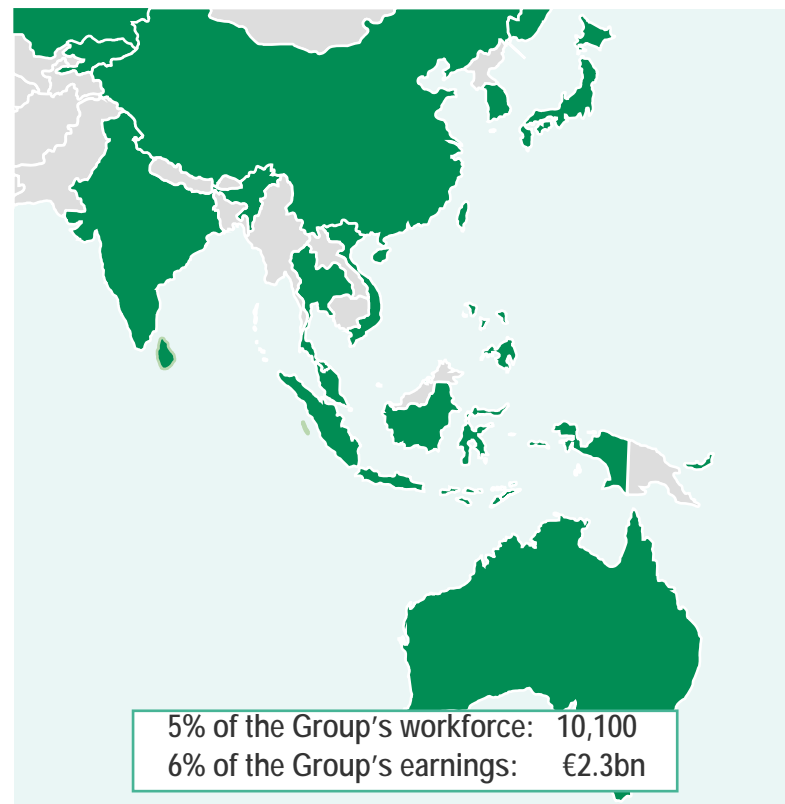 5% of the Group's workforce: 10,100
6% of the Group's earnings: €2.3bn